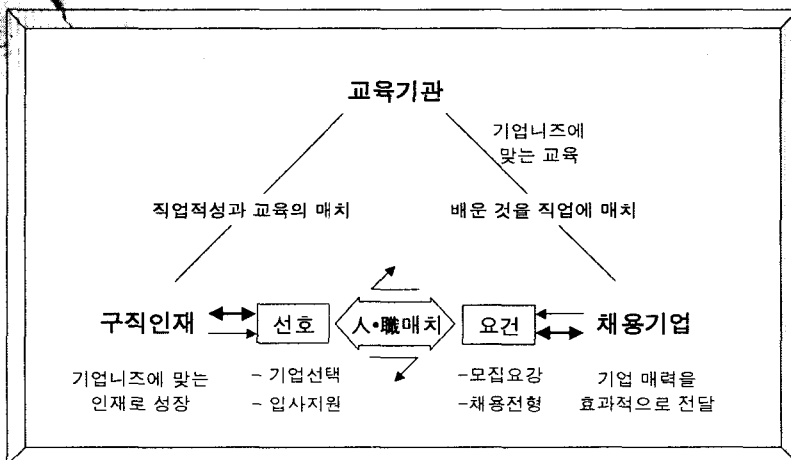 교육기관
기업니즈에
맞는 교육
직업적성과 교육의 매치
배운 것을 직업에 매치
구직인재
선호
人•職매치
요건
채용기업
기업니즈에 맞는
인재로 성장
- 기업선택
- 입사지원
-모집요강
-채용전형
기업 매력을
효과적으로 전달